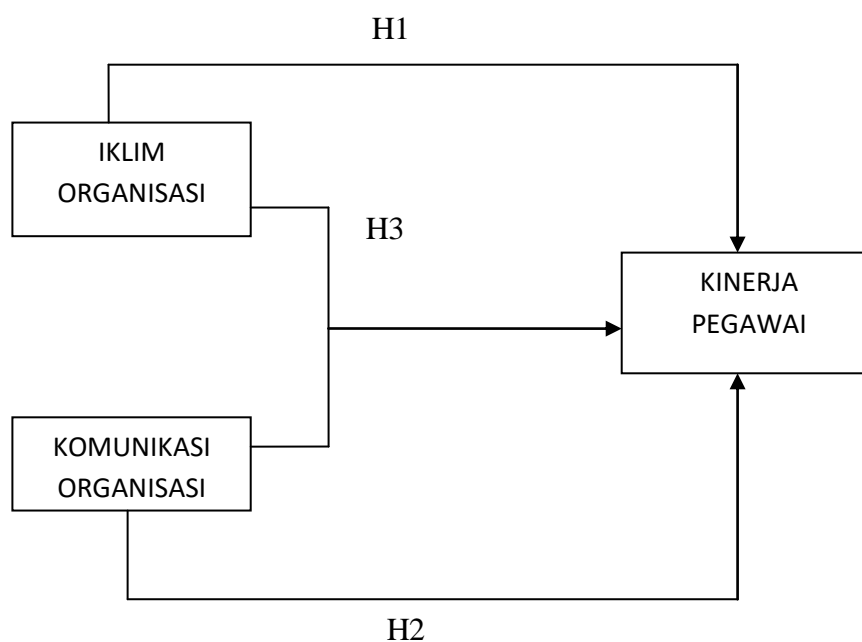 H1
IKLIM
ORGANISASI
H3
KINERJA
PEGAWAI
KOMUNIKASI
ORGANISASI
H2